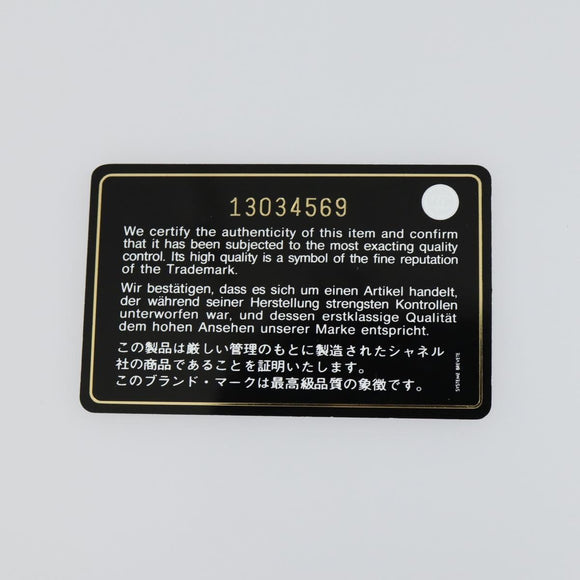 13034569
We certify the authenticity of this item and confirm
that it has been subjected to the most exacting quality
control. Its high quality is a symbol of the fine reputation
of the Trademark.
Wir bestätigen, dass es sich um einen Artikel handelt,
der während seiner Herstellung strengsten Kontrollen
unterworfen war, und dessen erstklassige Qualität
dem hohen Ansehen unserer Marke entspricht.
この製品は厳しい管理のもとに製造されたシャネル
社の商品であることを証明いたします。
このブランド・マークは最高級品質の象徴です。
SYSTEME BREVETE